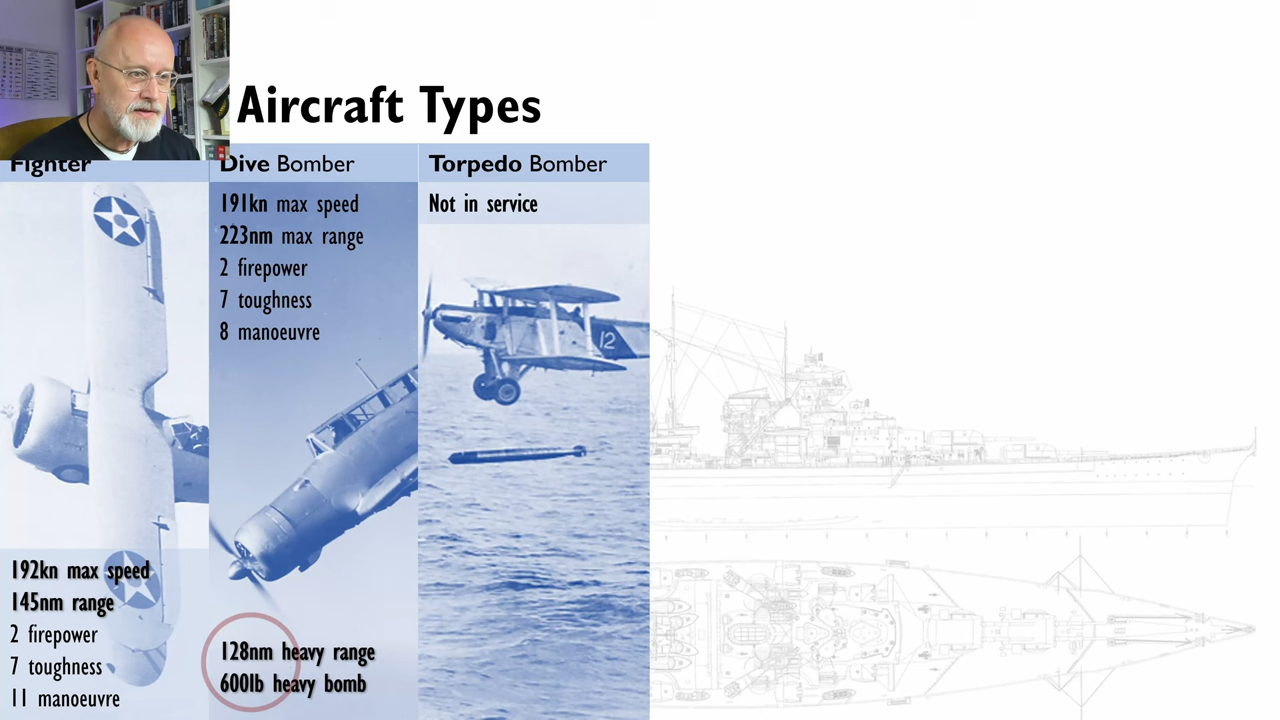 Aircraft Types
Fighter
192kn max speed
145nm range
2 firepower
7 toughness
11 manoeuvre
Dive Bomber
191kn max speed
223nm max range
2 firepower
7 toughness
8 manoeuvre
128nm heavy range
600lb heavy bomb
Torpedo Bomber
Not in service
12